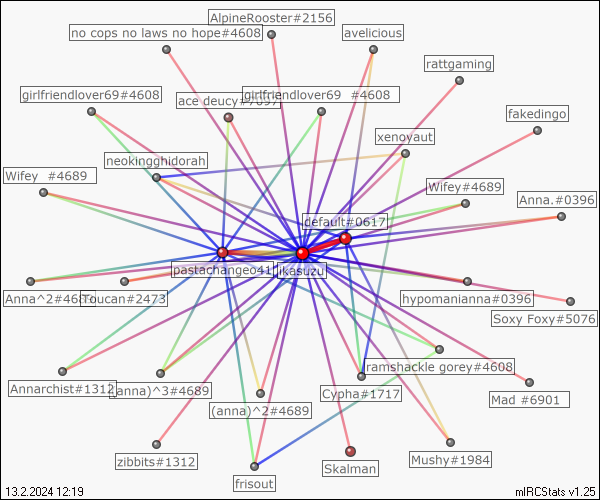 AlpineRooster#2156
no cops no laws no hope#4608
avelicious
rattgaming
girlfriendlover69#4608
ace deucy#7097
girlfriendlover69 #4608
fakedingo
xenoyaut
neokingghidorah
Wifey #4689
Wifey#4689
Anna.#0396
default#0617
pastachangeo41
ikasuzu
Anna^2#4689
Toucan#2473
hypomanianna#0396
Soxy Foxy#5076
ramshackle gorey#4608
Annarchist#1312
(anna)^3#4689
Cypha#1717
Mad #6901
(anna)^2#4689
zibbits#1312
Skalman
Mushy#1984
frisout
13.2.2024 12:19
mIRCStats v1.25